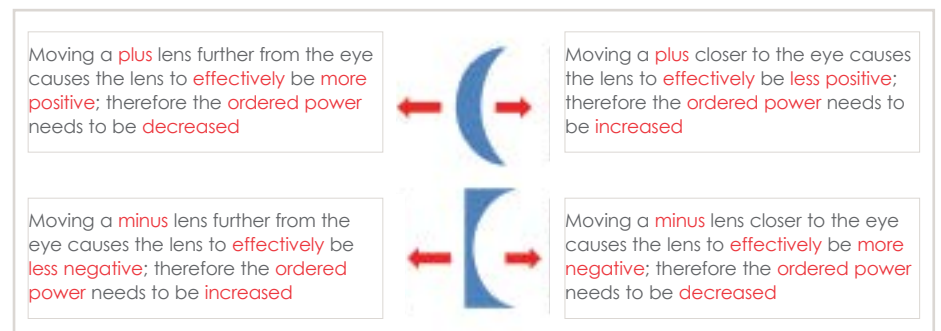 Moving a plus lens further from the eye
causes the lens to effectively be more
positive; therefore the ordered power
needs to be decreased
Moving a plus closer to the eye causes
the lens to effectively be less positive;
therefore the ordered power needs to
be increased
Moving a minus lens further from the
eye causes the lens to effectively be
less negative; therefore the ordered
power needs to be increased
Moving a minus lens closer to the eye
causes the lens to effectively be more
negative; therefore the ordered power
needs to be decreased